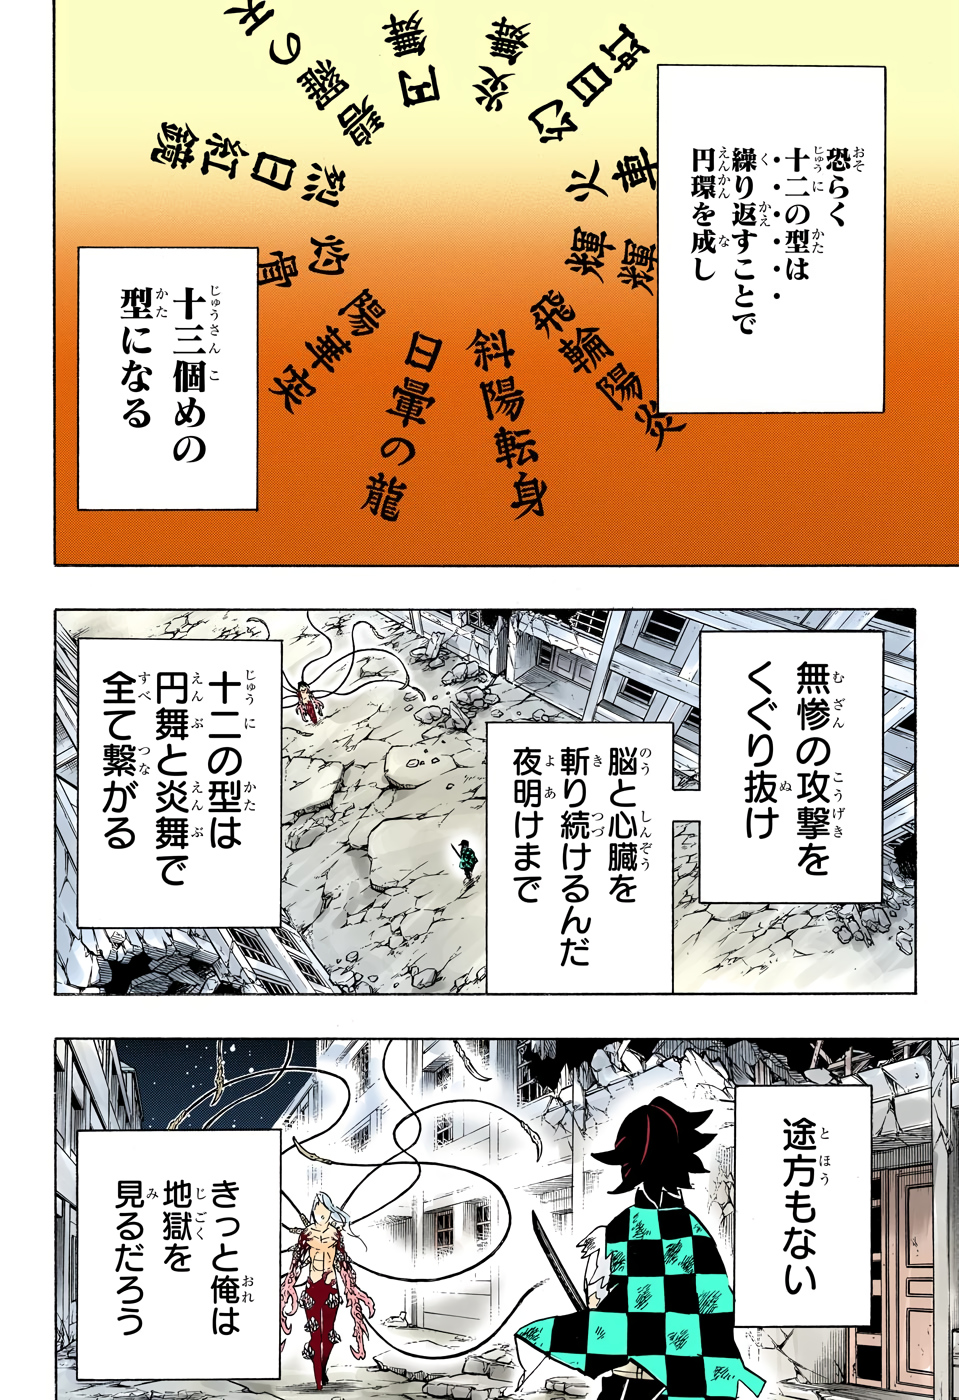 恐らく
十二の型は
繰り返すことで
円環を成し
十三個めの
型になる
円舞
碧羅の天
烈日紅鏡
灼骨
陽華突
日暈の龍
斜陽転身
飛輪陽炎
輝輝
火車
幻日虹
炎舞
無惨の攻撃を
くぐり抜け
脳と心臓を
斬り続けるんだ
夜明けまで
十二の型は
円舞と炎舞で
全て繋がる
途方もない
きっと俺は
地獄を
見るだろう